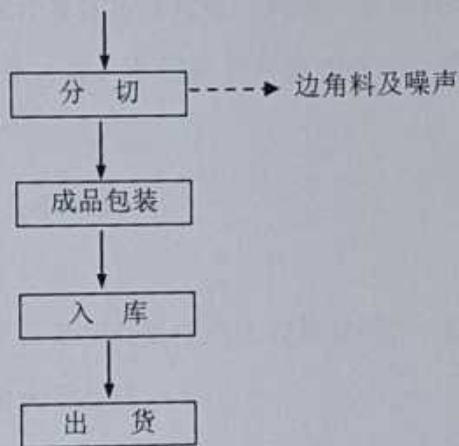 分 切
边角料及噪声
成品包装
入 库
出 货